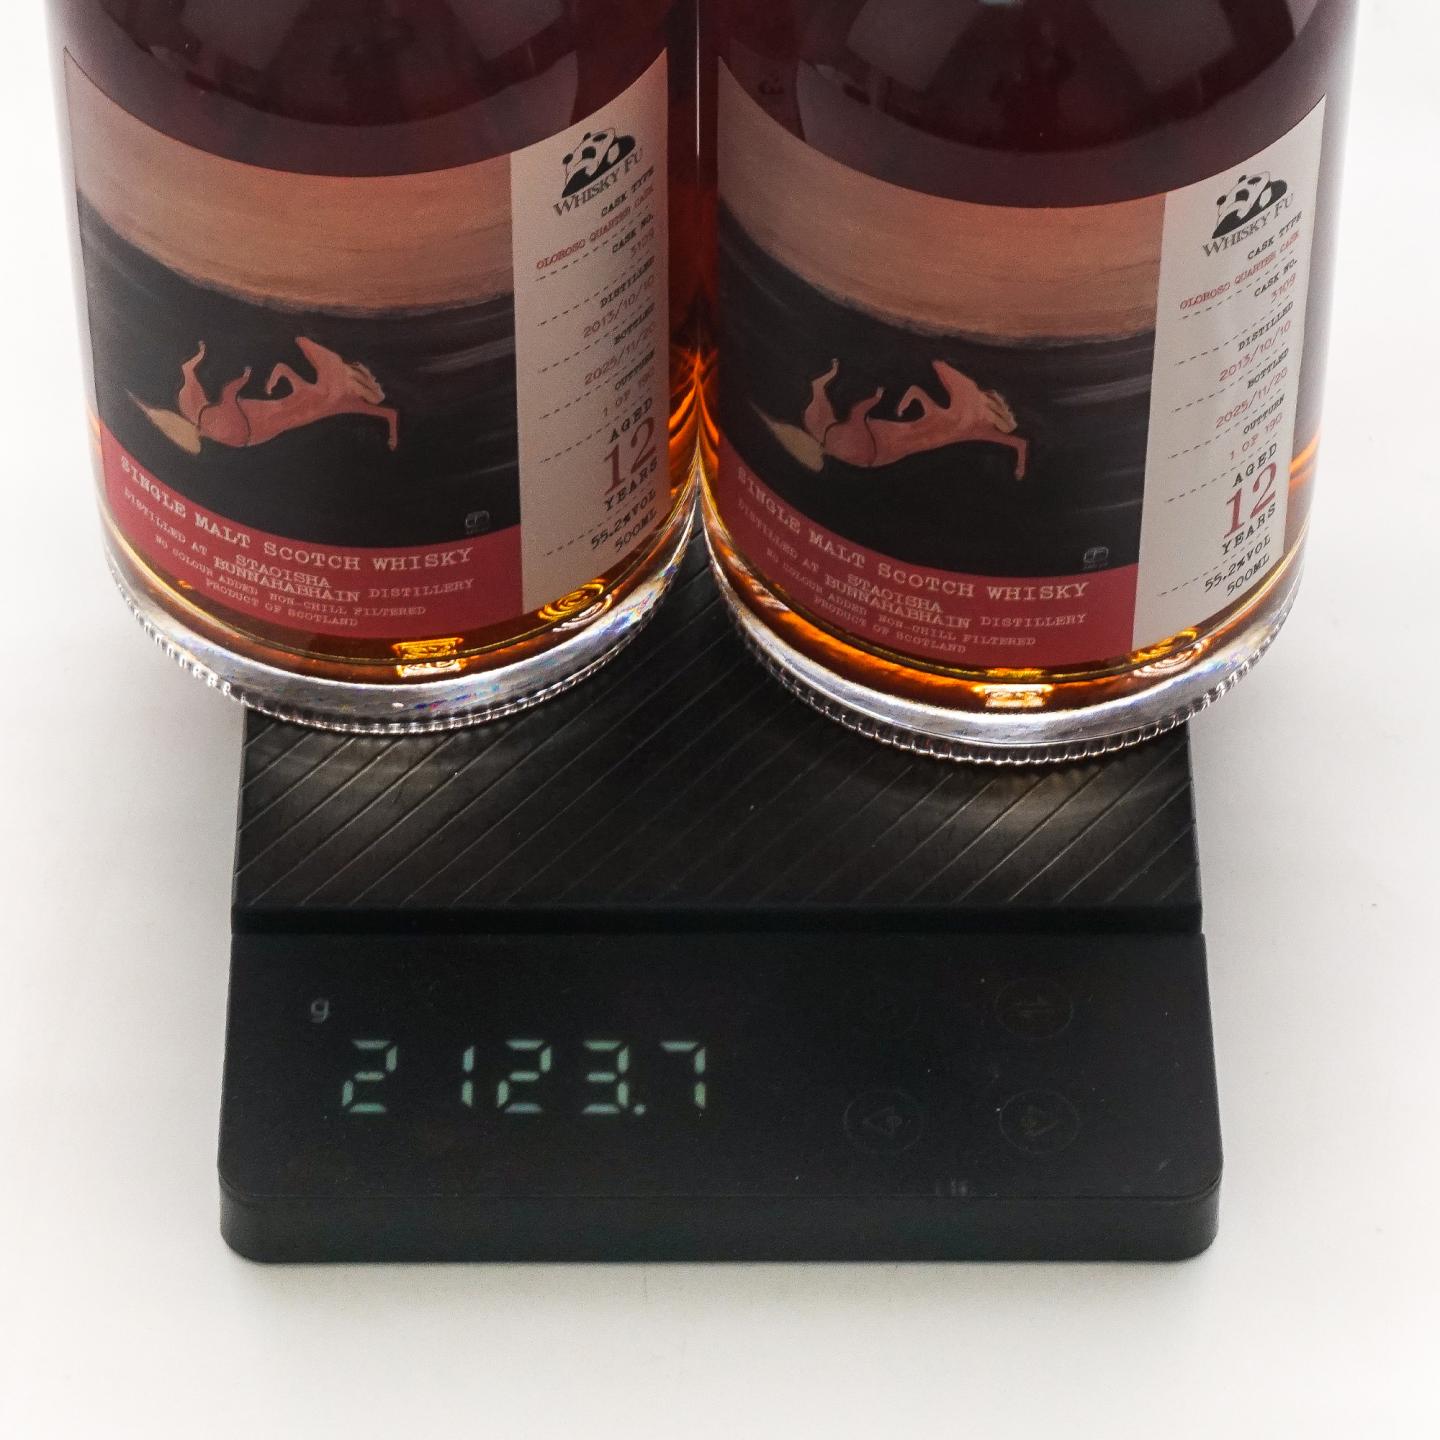 WHISKY FU
CASK TYPE
OLOROSO QUARTER CASK
CASK NO.
3109
DISTILLED
2013/10/10
BOTTLED
2025/11/20
OUTTURN
1 OF 190
AGED
12
YEARS
55.2%VOL
500ML
SINGLE MALT SCOTCH WHISKY
DISTILLED AT STAOISHA
BUNNAHABHAIN DISTILLERY
NO COLOUR ADDED NON-CHILL FILTERED
PRODUCT OF SCOTLAND
WHISKY FU
CASK TYPE
OLOROSO QUARTER CASK
CASK NO.
3109
DISTILLED
2013/10/10
BOTTLED
2025/11/20
OUTTURN
1 OF 190
AGED
12
YEARS
55.2%VOL
500ML
SINGLE MALT SCOTCH WHISKY
DISTILLED AT STAOISHA
BUNNAHABHAIN DISTILLERY
NO COLOUR ADDED NON-CHILL FILTERED
PRODUCT OF SCOTLAND
g
2123.7